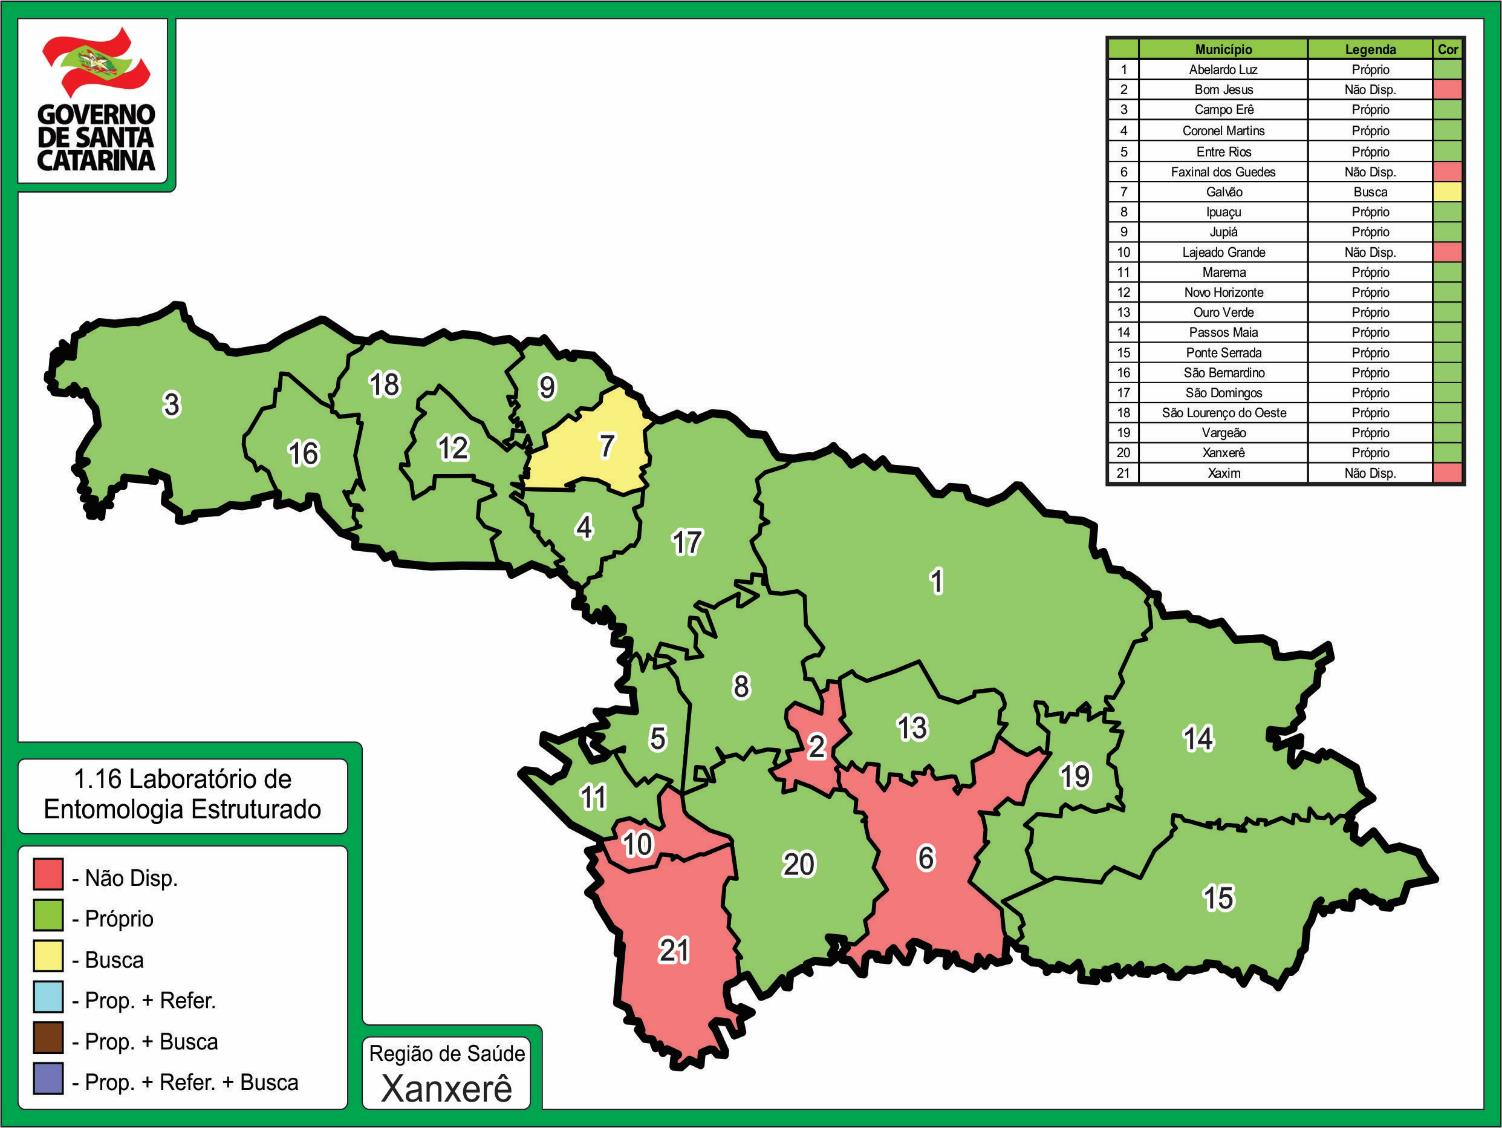 GOVERNO
DE SANTA
CATARINA
Município Legenda Cor
1 Abelardo Luz Próprio
2 Bom Jesus Não Disp.
3 Campo Erê Próprio
4 Coronel Martins Próprio
5 Entre Rios Próprio
6 Faxinal dos Guedes Não Disp.
7 Galvão Busca
8 Ipuaçu Próprio
9 Jupiá Próprio
10 Lajeado Grande Não Disp.
11 Marema Próprio
12 Novo Horizonte Próprio
13 Ouro Verde Próprio
14 Passos Maia Próprio
15 Ponte Serrada Próprio
16 São Bernardino Próprio
17 São Domingos Próprio
18 São Lourenço do Oeste Próprio
19 Vargeão Próprio
20 Xanxerê Próprio
21 Xaxim Não Disp.
3
18
9
16
12
7
4
17
1
8
5
2
13
14
19
11
10
20
6
15
21
1.16 Laboratório de
Entomologia Estruturado
- Não Disp.
- Próprio
- Busca
- Prop. + Refer.
- Prop. + Busca
- Prop. + Refer. + Busca
Região de Saúde
Xanxerê